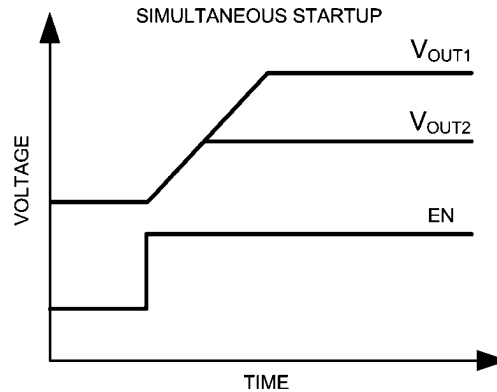 SIMULTANEOUS STARTUP
VOUT1
VOUT2
VOLTAGE
EN
TIME